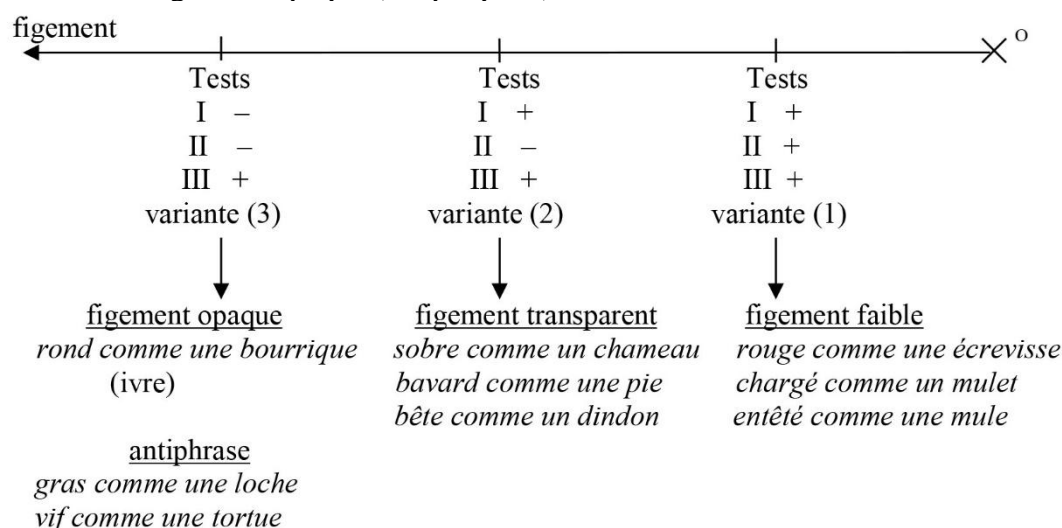 figement
o
Tests
I –
II –
III +
variante (3)
figement opaque
rond comme une bourrique
(ivre)
antiphrase
gras comme une loche
vif comme une tortue
Tests
I +
II –
III +
variante (2)
figement transparent
sobre comme un chameau
bavard comme une pie
bête comme un dindon
Tests
I +
II +
III +
variante (1)
figement faible
rouge comme une écrevisse
chargé comme un mulet
entêté comme une mule